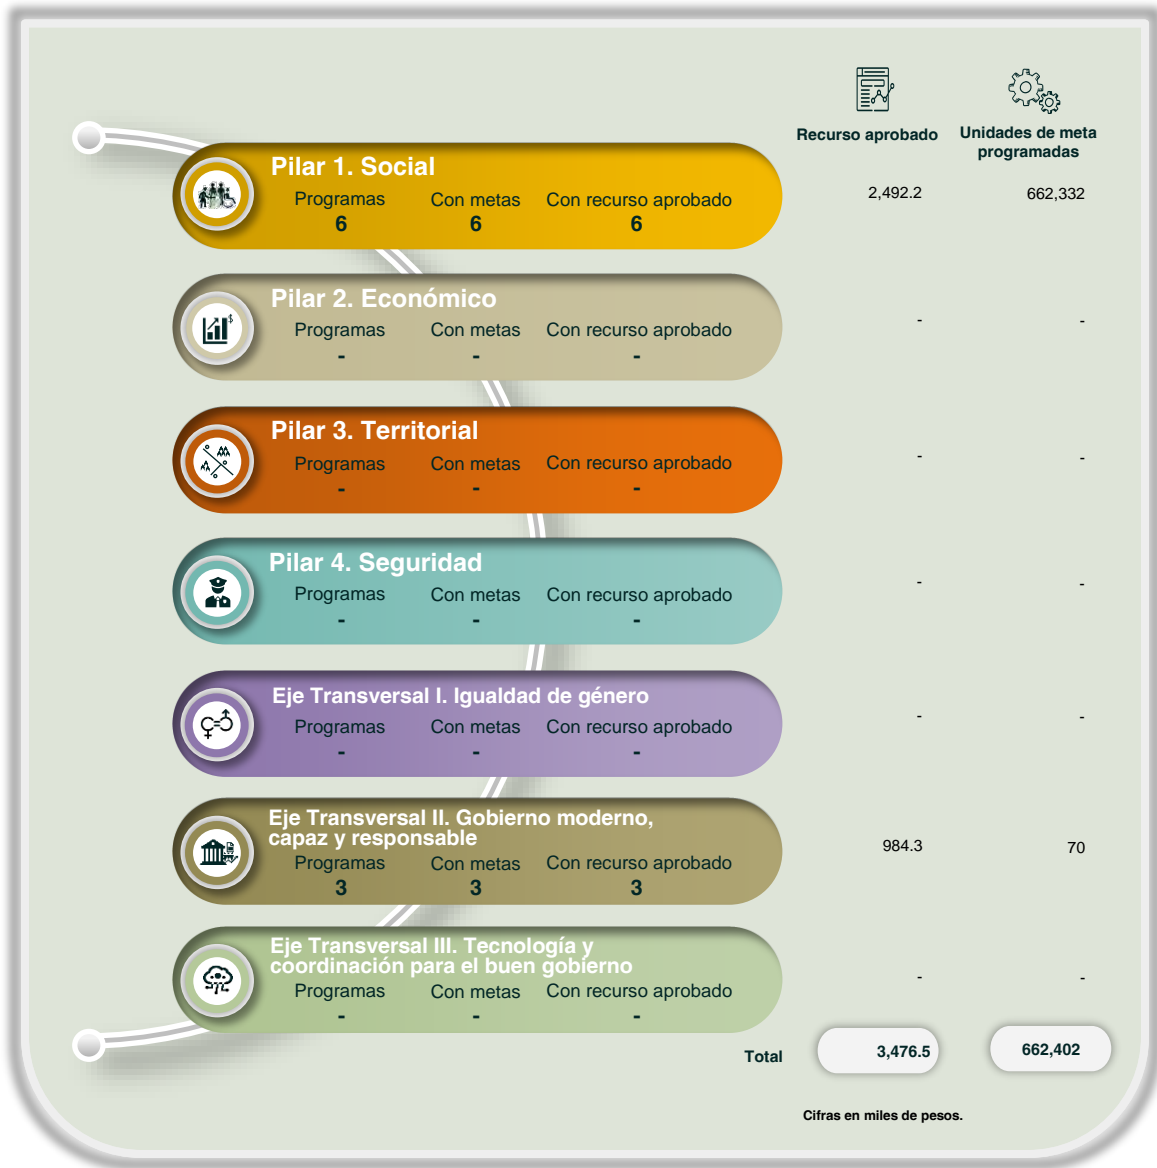 Recurso aprobado
Unidades de meta
programadas
Pilar 1. Social
Programas Con metas Con recurso aprobado
6 6 6
2,492.2 662,332
Pilar 2. Económico
Programas Con metas Con recurso aprobado
- - -
- -
Pilar 3. Territorial
Programas Con metas Con recurso aprobado
- - -
- -
Pilar 4. Seguridad
Programas Con metas Con recurso aprobado
- - -
- -
Eje Transversal I. Igualdad de género
Programas Con metas Con recurso aprobado
- - -
- -
Eje Transversal II. Gobierno moderno,
capaz y responsable
Programas Con metas Con recurso aprobado
3 3 3
984.3 70
Eje Transversal III. Tecnología y
coordinación para el buen gobierno
Programas Con metas Con recurso aprobado
- - -
- -
Total 3,476.5 662,402
Cifras en miles de pesos.